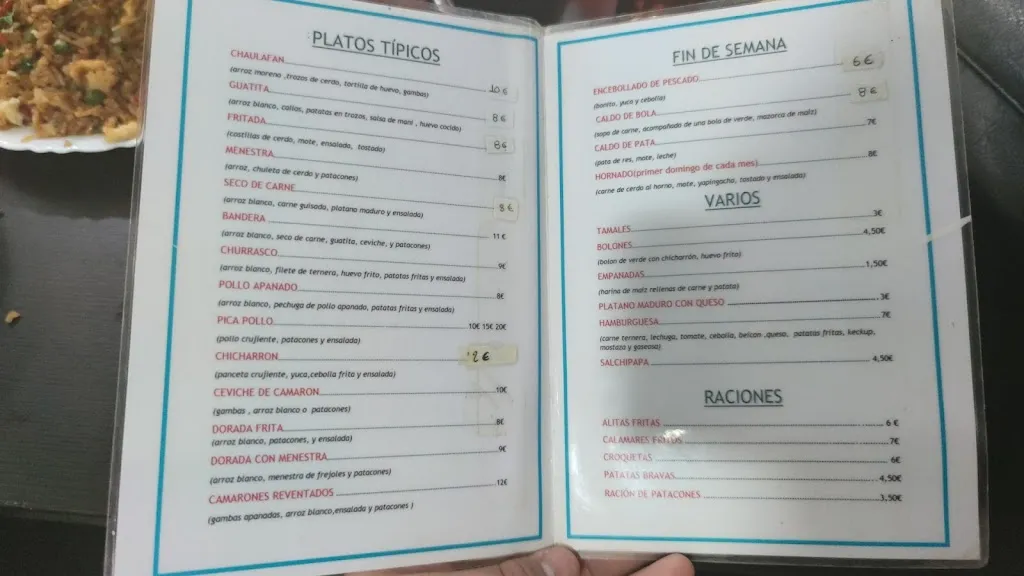 PLATOS TÍPICOS
CHAULAFAN 10 €
(arroz moreno ,trozos de cerdo, tortilla de huevo, gambas)
GUATITA 8 €
(arroz blanco, callos, patatas en trozos, salsa de maní , huevo cocido)
FRITADA 8 €
(costillas de cerdo, mote, ensalada, tostada)
MENESTRA 8€
(arroz, chuleta de cerdo y patacones)
SECO DE CARNE 8 €
(arroz blanco, carne guisada, platano maduro y ensalada)
BANDERA 11 €
(arroz blanco, seco de carne, guatita, ceviche, y patacones)
CHURRASCO 9€
(arroz blanco, filete de ternera, huevo frito, patatas fritas y ensalada)
POLLO APANADO 8€
(arroz blanco, pechuga de pollo apanado, patatas fritas y ensalada)
PICA POLLO 10€ 15€ 20€
(pollo crujiente, patacones y ensalada)
CHICHARRON 12 €
(panceta crujiente, yuca,cebolla frita y ensalada)
CEVICHE DE CAMARON 10€
(gambas , arroz blanco o patacones)
DORADA FRITA 8€
(arroz blanco, patacones, y ensalada)
DORADA CON MENESTRA 9€
(arroz blanco, menestra de frejoles y patacones)
CAMARONES REVENTADOS 12€
(gambas apanadas, arroz blanco,ensalada y patacones )
FIN DE SEMANA
ENCEBOLLADO DE PESCADO 6 €
(bonito, yuca y cebolla)
CALDO DE BOLA 8 €
(sopa de carne, acompañada de una bola de verde, mazorca de maíz)
CALDO DE PATA 7€
(pata de res, mote, leche)
HORNADO(primer domingo de cada mes) 8€
(carne de cerdo al horno, mote, yapingacho, tostado y ensalada)
VARIOS
TAMALES 3€
BOLONES 4,50€
(bolon de verde con chicharrón, huevo frito)
EMPANADAS 1,50€
(harina de maíz rellenas de carne y patata)
PLATANO MADURO CON QUESO 3€
HAMBURGUESA 7€
(carne ternera, lechuga, tomate, cebolla, beicon ,queso, patatas fritas, keckup,
mostaza y gaseosa)
SALCHIPAPA 4,50€
RACIONES
ALITAS FRITAS 6 €
CALAMARES FRITOS 7€
CROQUETAS 6€
PATATAS BRAVAS 4,50€
RACIÓN DE PATACONES 3,50€